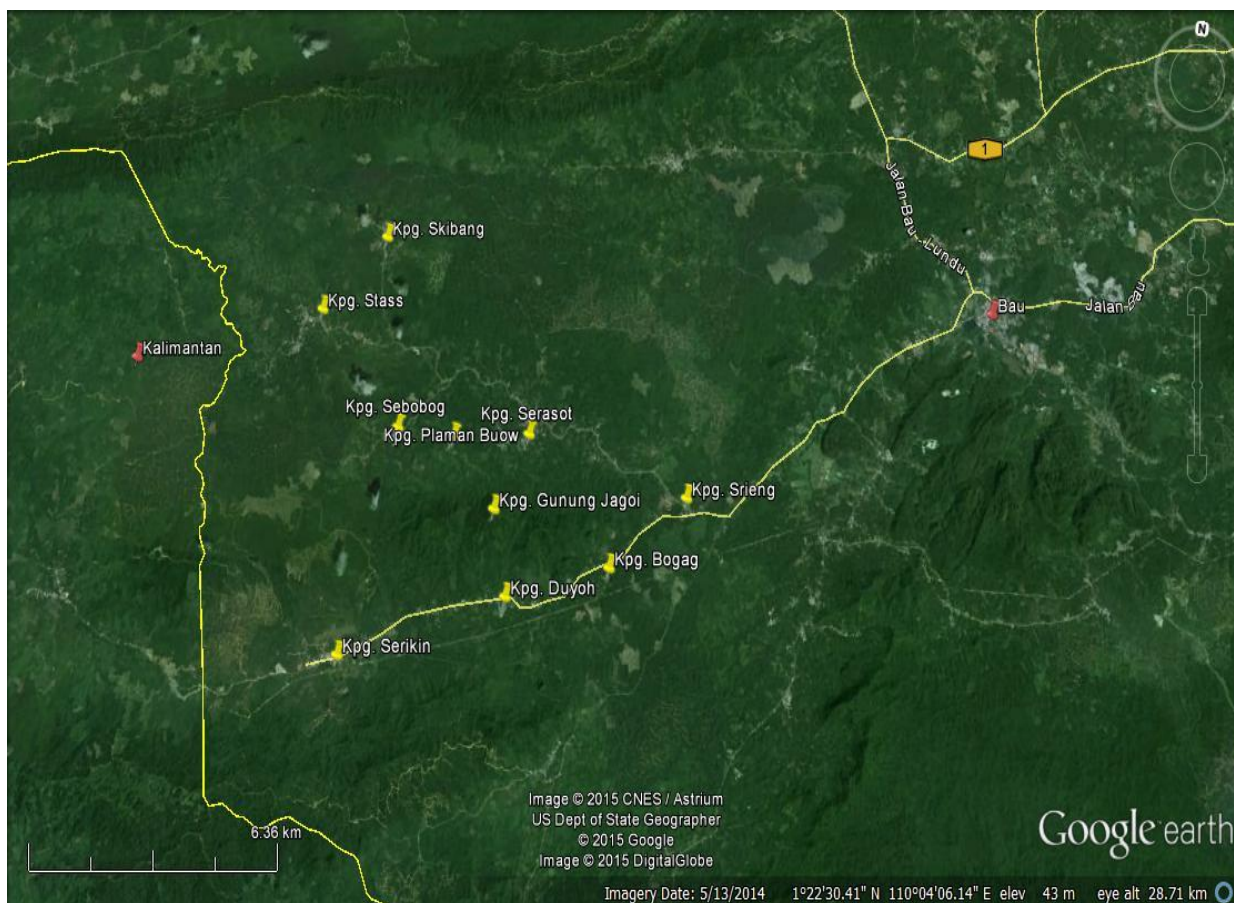 N
1
Jalan Bau - Lundu
Kpg. Skibang
Kpg. Stass
Bau
Jalan Bau
Kalimantan
Kpg. Sebobog
Kpg. Serasot
Kpg. Plaman Buow
Kpg. Srieng
Kpg. Gunung Jagoi
Kpg. Bogag
Kpg. Duyoh
Kpg. Serikin
6.36 km
Image © 2015 CNES / Astrium
US Dept of State Geographer
© 2015 Google
Image © 2015 DigitalGlobe
Google earth
Imagery Date: 5/13/2014 1°22'30.41" N 110°04'06.14" E elev 43 m eye alt 28.71 km